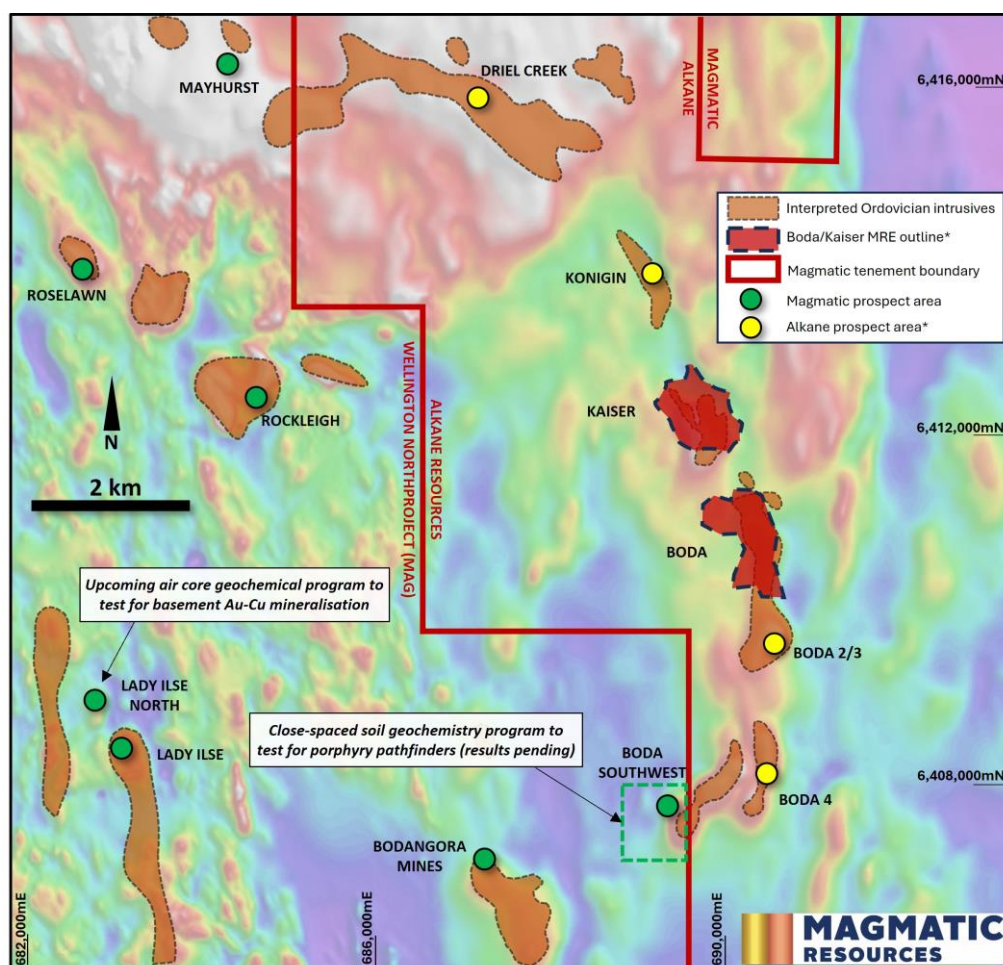 MAYHURST
DRIEL CREEK
MAGMATIC
ALKANE
6,416,000mN
Interpreted Ordovician intrusives
Boda/Kaiser MRE outline*
Magmatic tenement boundary
Magmatic prospect area
Alkane prospect area*
ROSELAWN
KONIGIN
ROCKLEIGH
KAISER
6,412,000mN
N
2 km
WELLINGTON NORTHPROJECT (MAG)
ALKANE RESOURCES
BODA
Upcoming air core geochemical program to
test for basement Au-Cu mineralisation
BODA 2/3
LADY ILSE
NORTH
LADY ILSE
Close-spaced soil geochemistry program to
test for porphyry pathfinders (results pending)
BODA
SOUTHWEST
BODA 4
6,408,000mN
BODANGORA
MINES
682,000mE
686,000mE
690,000mE
MAGMATIC
RESOURCES